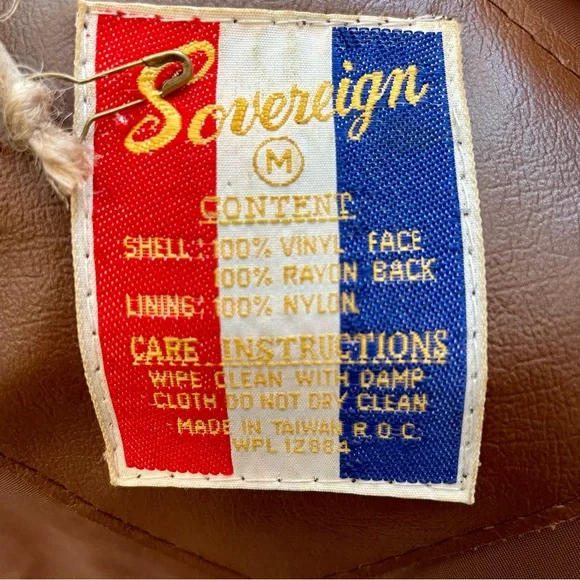 Sovereign
M
CONTENT
SHELL: 100% VINYL FACE
100% RAYON BACK
LINING: 100% NYLON
CARE INSTRUCTIONS
WIPE CLEAN WITH DAMP
CLOTH DO NOT DRY CLEAN
MADE IN TAIWAN R.O.C.
WPL 12884